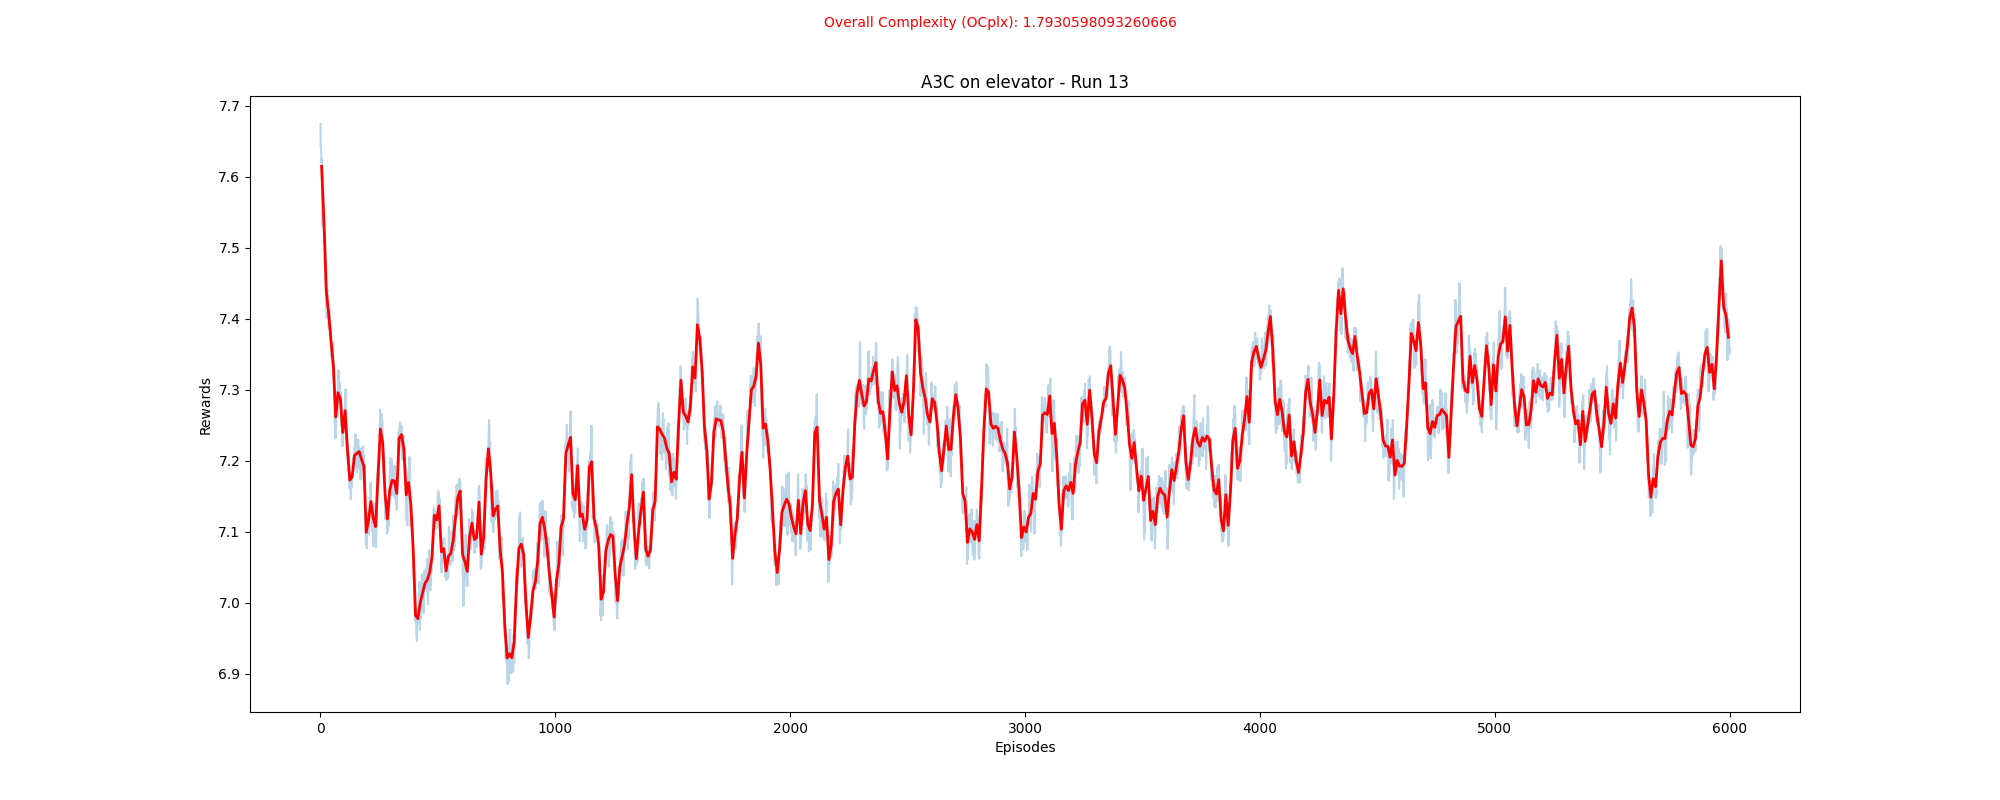 Overall Complexity (OCplx): 1.7930598093260666
A3C on elevator - Run 13
7.7
7.6
7.5
7.4
7.3
7.2
7.1
7.0
6.9
Rewards
0 1000 2000 3000 4000 5000 6000
Episodes